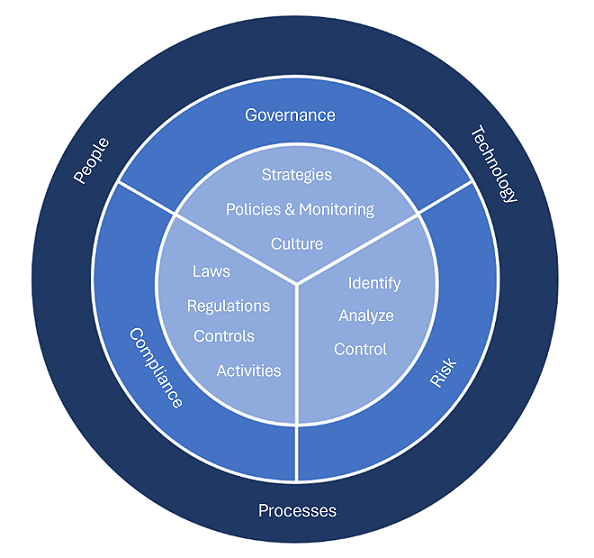 People
Technology
Governance
Strategies
Policies & Monitoring
Culture
Laws
Regulations
Controls
Activities
Identify
Analyze
Control
Compliance
Risk
Processes